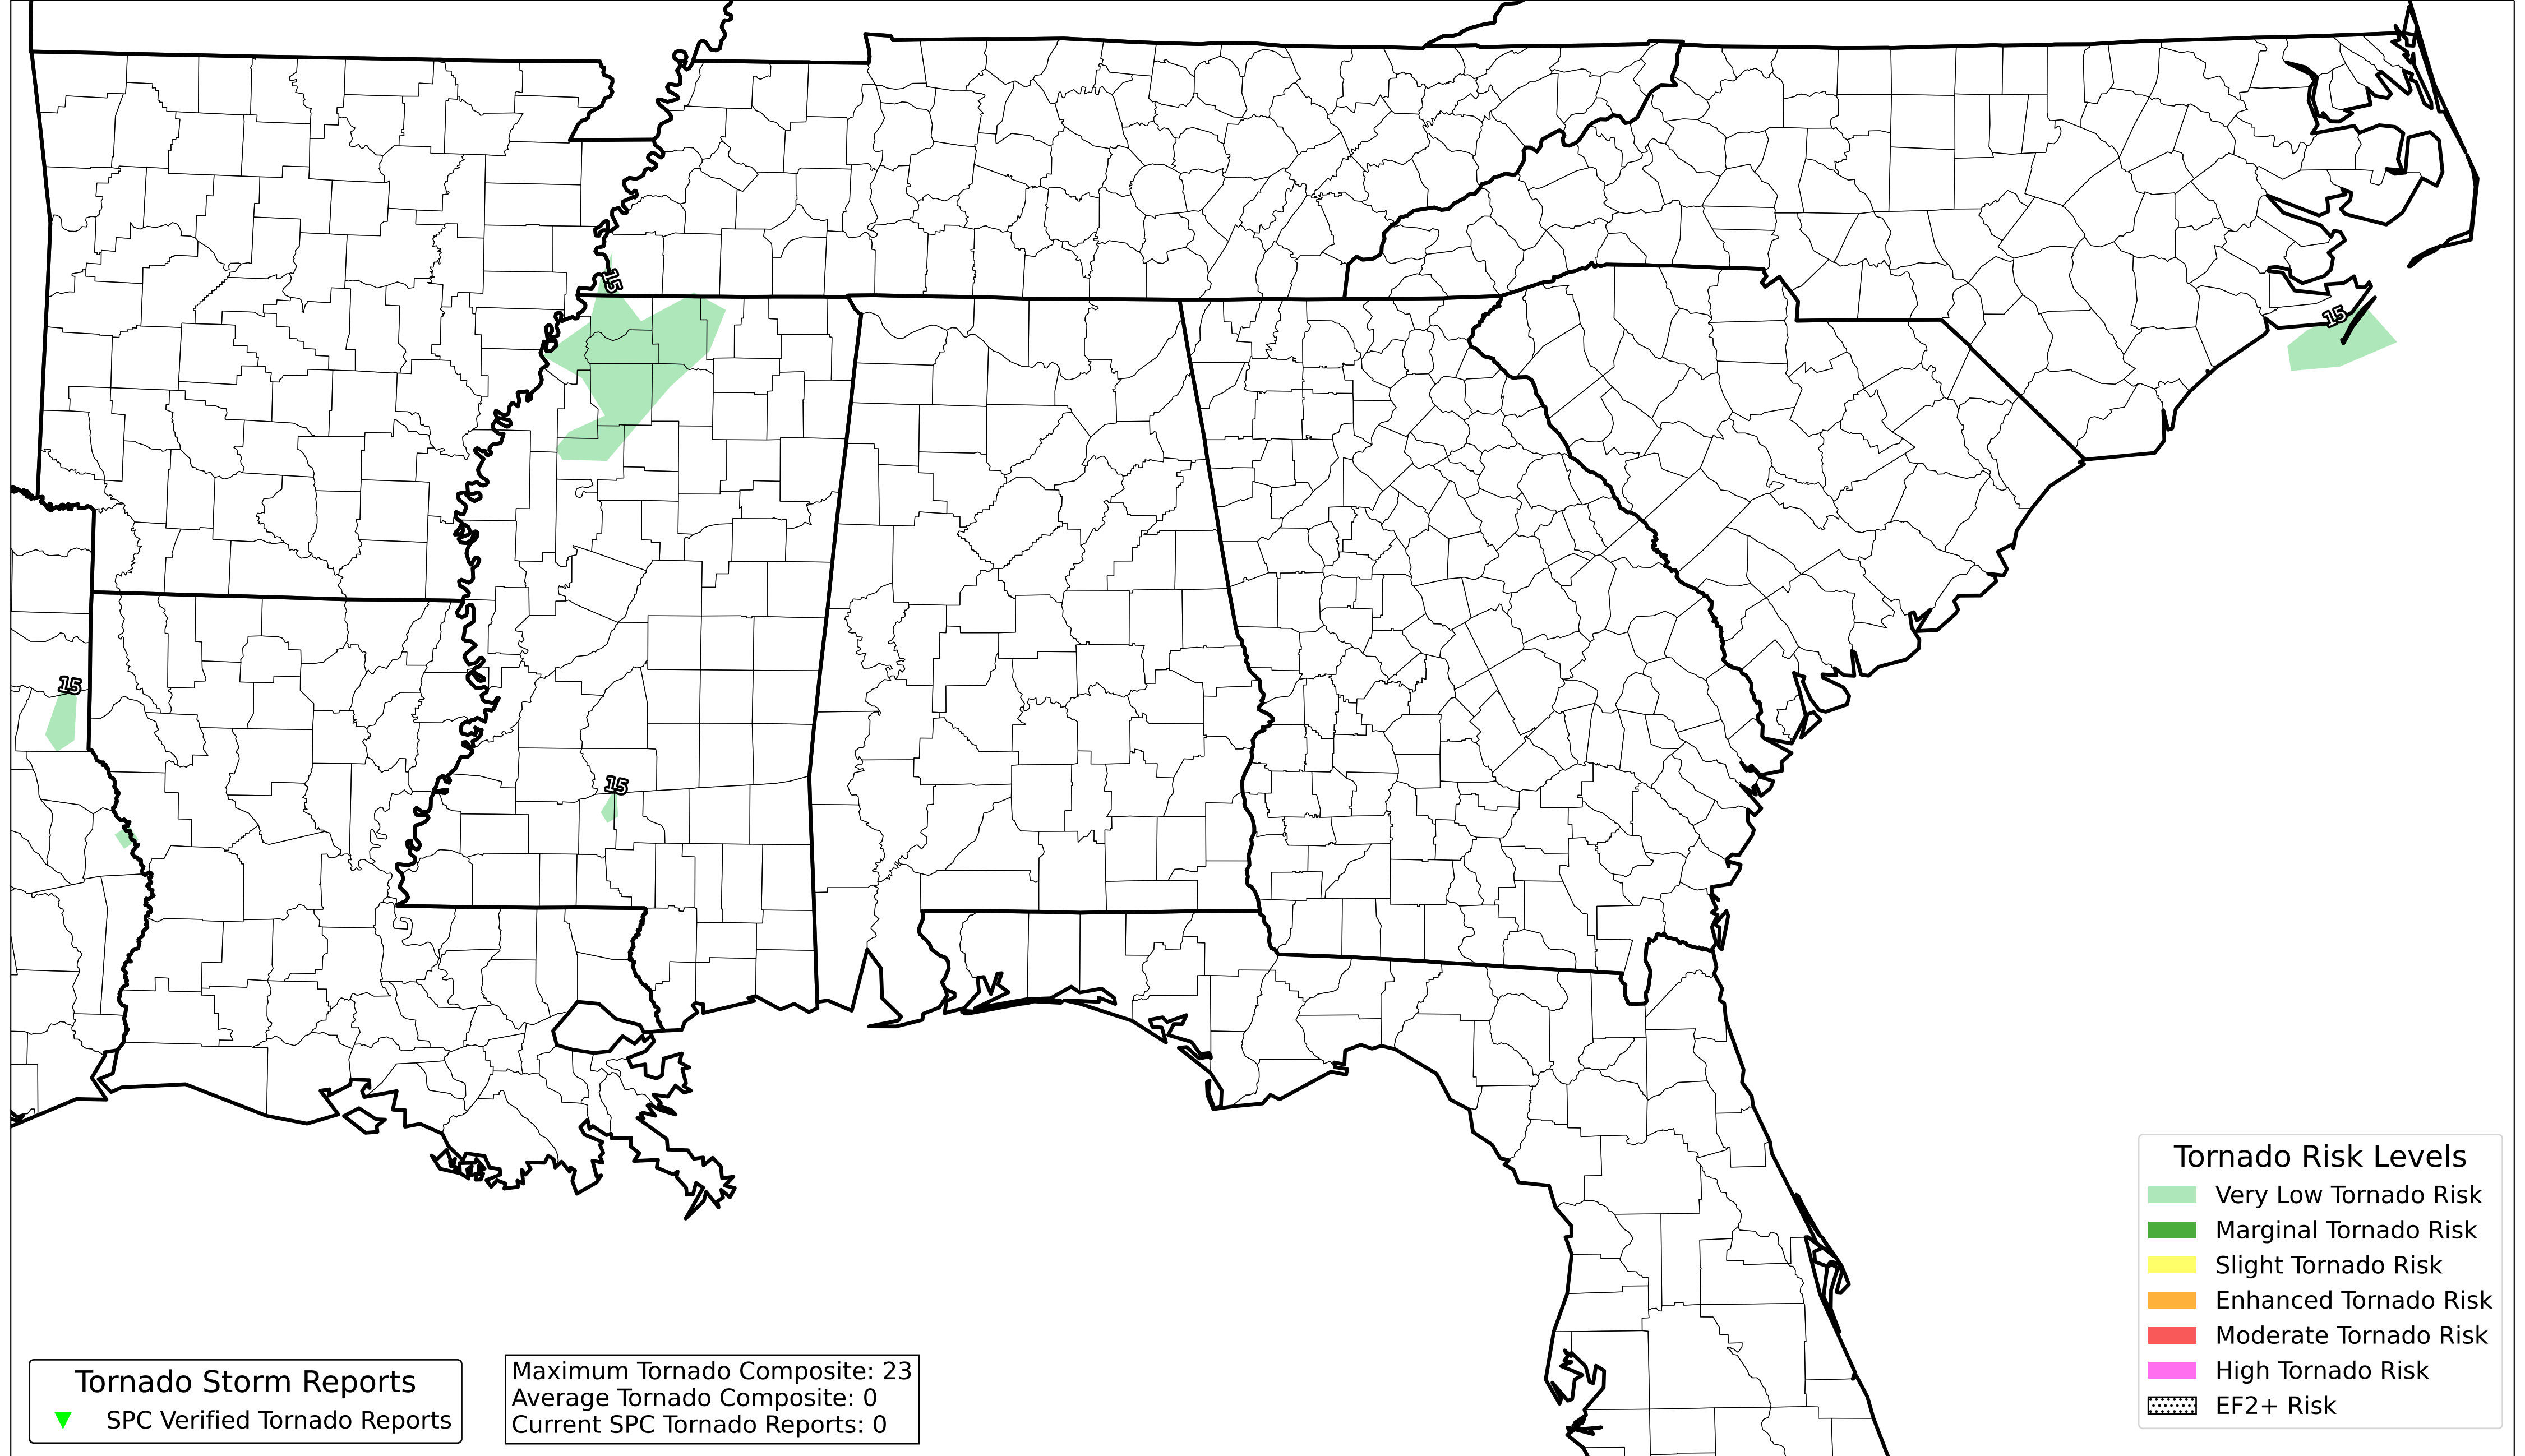 15
15
15
15
Tornado Risk Levels
Very Low Tornado Risk
Marginal Tornado Risk
Slight Tornado Risk
Enhanced Tornado Risk
Moderate Tornado Risk
High Tornado Risk
EF2+ Risk
Tornado Storm Reports
SPC Verified Tornado Reports
Maximum Tornado Composite: 23
Average Tornado Composite: 0
Current SPC Tornado Reports: 0